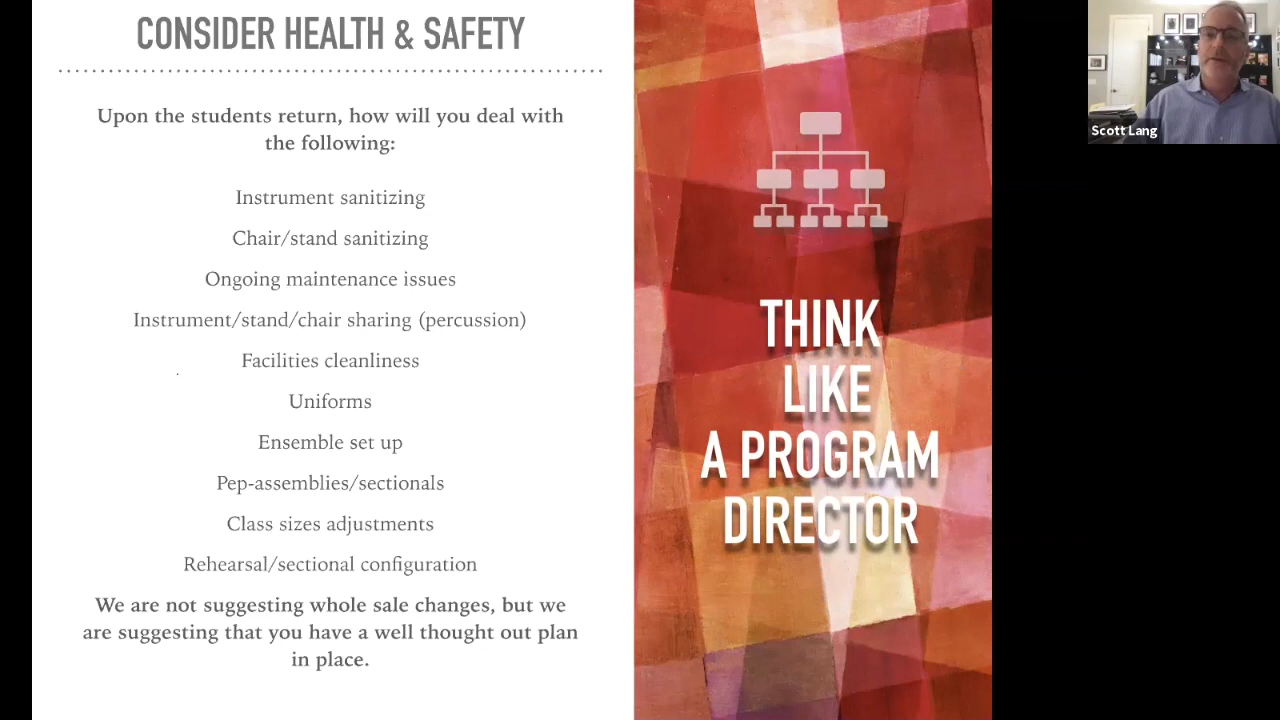 CONSIDER HEALTH & SAFETY
Upon the students return, how will you deal with
the following:
Instrument sanitizing
Chair/stand sanitizing
Ongoing maintenance issues
Instrument/stand/chair sharing (percussion)
Facilities cleanliness
Uniforms
Ensemble set up
Pep-assemblies/sectionals
Class sizes adjustments
Rehearsal/sectional configuration
We are not suggesting whole sale changes, but we
are suggesting that you have a well thought out plan
in place.
THINK
LIKE
A PROGRAM
DIRECTOR
Scott Lang